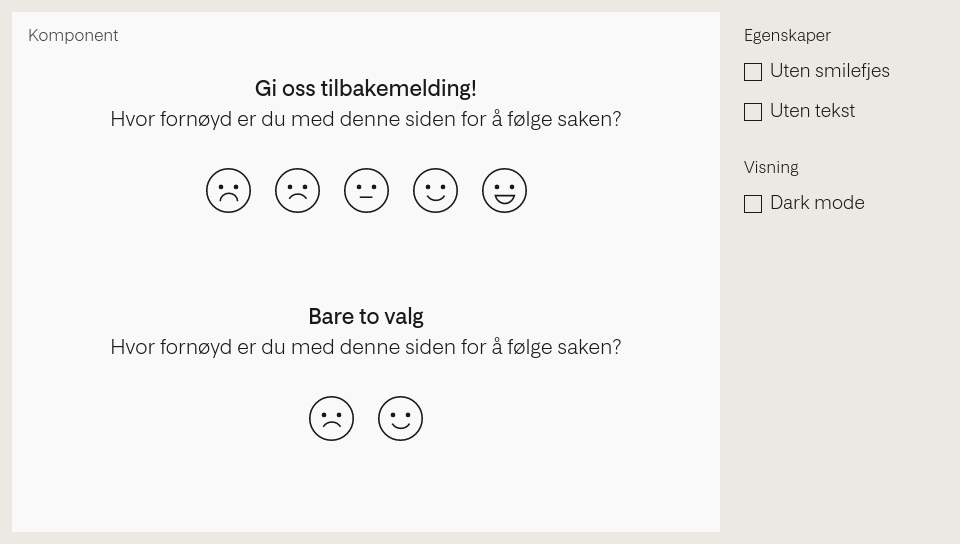 Komponent
Gi oss tilbakemelding!
Hvor fornøyd er du med denne siden for å følge saken?
Bare to valg
Hvor fornøyd er du med denne siden for å følge saken?
Egenskaper
Uten smilefjes
Uten tekst
Visning
Dark mode